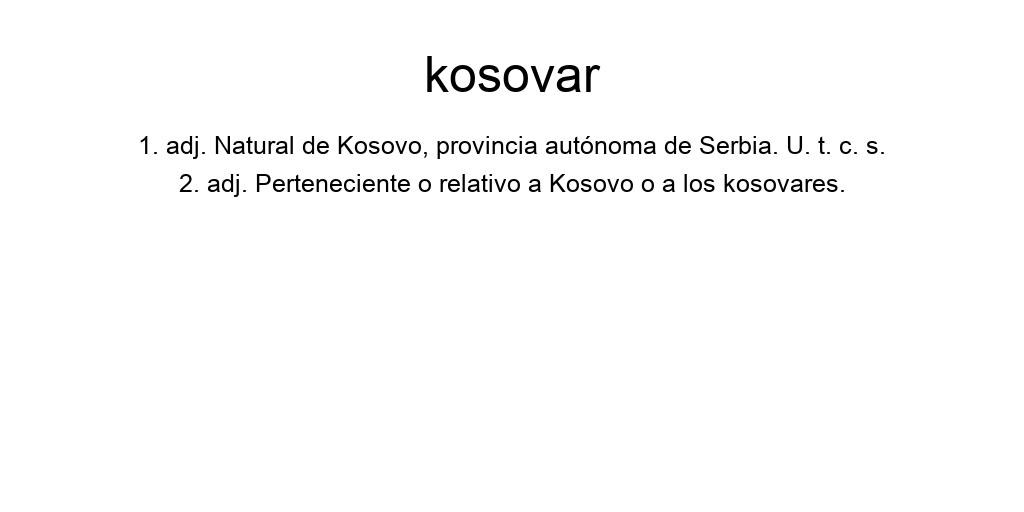 kosovar
1. adj. Natural de Kosovo, provincia autónoma de Serbia. U. t. c. s.
2. adj. Perteneciente o relativo a Kosovo o a los kosovares.